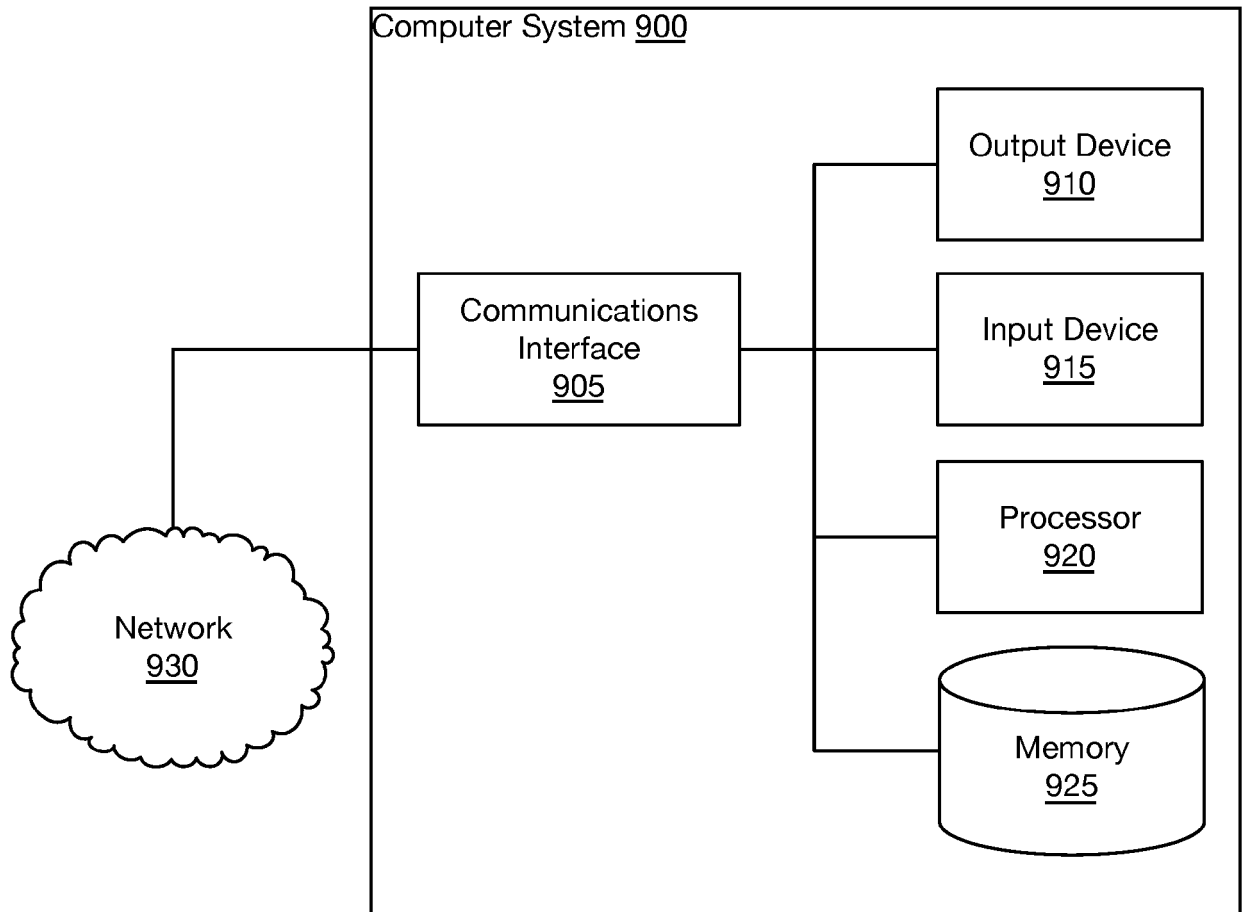 Computer System 900
Output Device
910
Communications
Interface
905
Input Device
915
Processor
920
Network
930
Memory
925